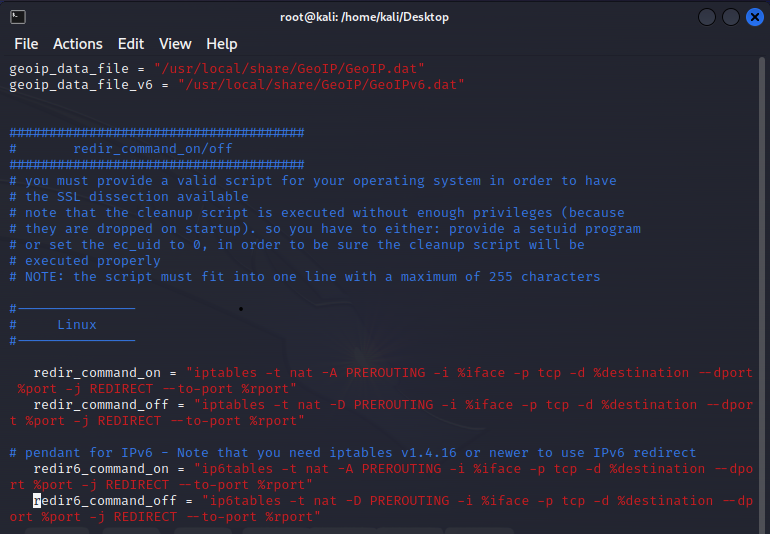 root@kali: /home/kali/Desktop
File Actions Edit View Help
geoip_data_file = "/usr/local/share/GeoIP/GeoIP.dat"
geoip_data_file_v6 = "/usr/local/share/GeoIP/GeoIPv6.dat"
#####################################
#       redir_command_on/off
#####################################
# you must provide a valid script for your operating system in order to have
# the SSL dissection available
# note that the cleanup script is executed without enough privileges (because
# they are dropped on startup). so you have to either: provide a setuid program
# or set the ec_uid to 0, in order to be sure the cleanup script will be
# executed properly
# NOTE: the script must fit into one line with a maximum of 255 characters
#---------------
#     Linux
#---------------
redir_command_on = "iptables -t nat -A PREROUTING -i %iface -p tcp -d %destination --dport
%port -j REDIRECT --to-port %rport"
redir_command_off = "iptables -t nat -D PREROUTING -i %iface -p tcp -d %destination --dpor
t %port -j REDIRECT --to-port %rport"
# pendant for IPv6 - Note that you need iptables v1.4.16 or newer to use IPv6 redirect
redir6_command_on = "ip6tables -t nat -A PREROUTING -i %iface -p tcp -d %destination --dpo
rt %port -j REDIRECT --to-port %rport"
redir6_command_off = "ip6tables -t nat -D PREROUTING -i %iface -p tcp -d %destination --dp
ort %port -j REDIRECT --to-port %rport"